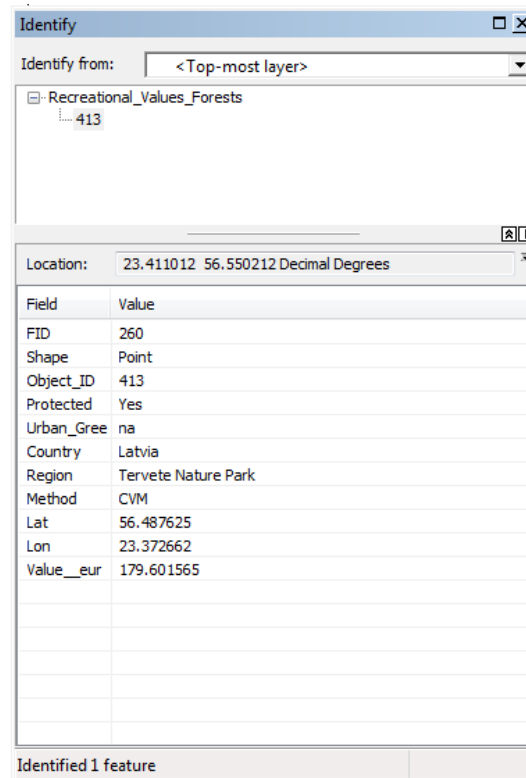 Identify
Identify from: <Top-most layer>
Recreational_Values_Forests
413
Location: 23.411012 56.550212 Decimal Degrees
Field Value
FID 260
Shape Point
Object_ID 413
Protected Yes
Urban_Gree na
Country Latvia
Region Tervete Nature Park
Method CVM
Lat 56.487625
Lon 23.372662
Value__eur 179.601565
Identified 1 feature